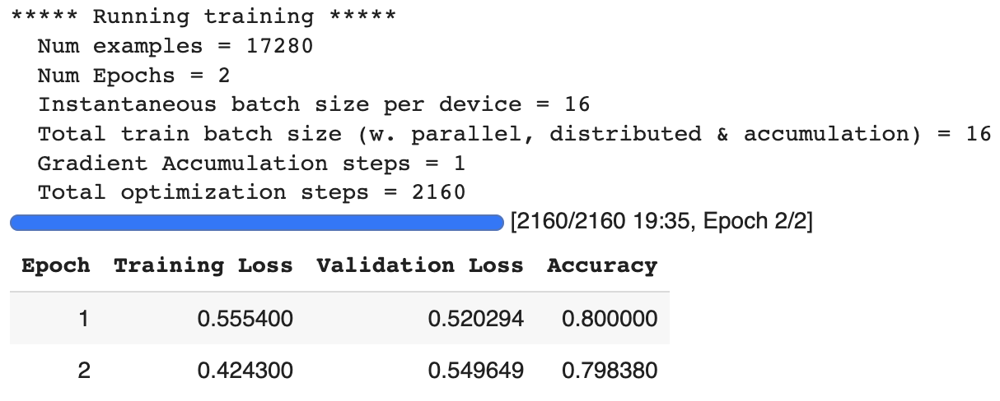 ***** Running training *****
Num examples = 17280
Num Epochs = 2
Instantaneous batch size per device = 16
Total train batch size (w. parallel, distributed & accumulation) = 16
Gradient Accumulation steps = 1
Total optimization steps = 2160
[2160/2160 19:35, Epoch 2/2]
Epoch Training Loss Validation Loss Accuracy
1 0.555400 0.520294 0.800000
2 0.424300 0.549649 0.798380